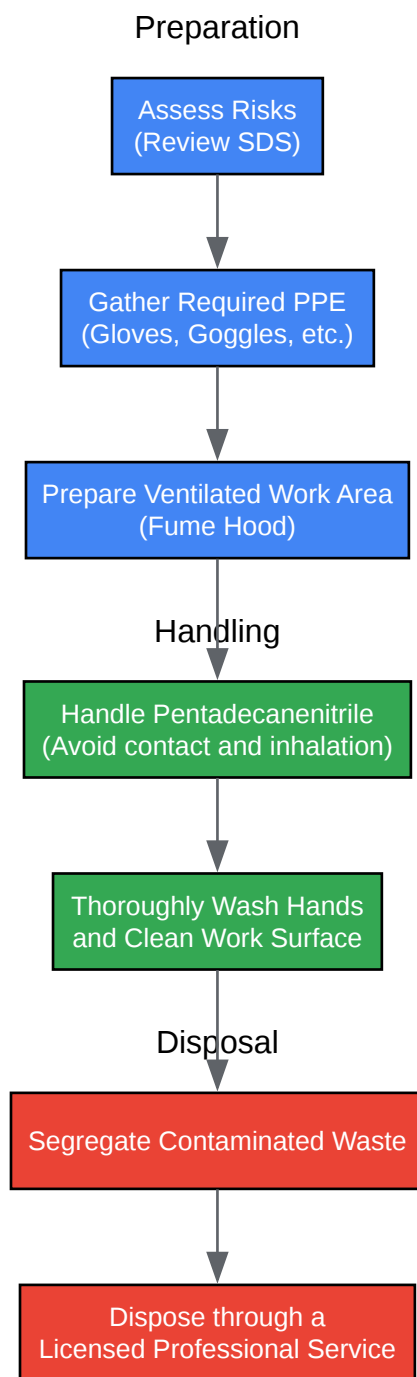 Preparation
Assess Risks
(Review SDS)
Gather Required PPE
(Gloves, Goggles, etc.)
Prepare Ventilated Work Area
(Fume Hood)
Handling
Handle Pentadecanenitrile
(Avoid contact and inhalation)
Thoroughly Wash Hands
and Clean Work Surface
Disposal
Segregate Contaminated Waste
Dispose through a
Licensed Professional Service